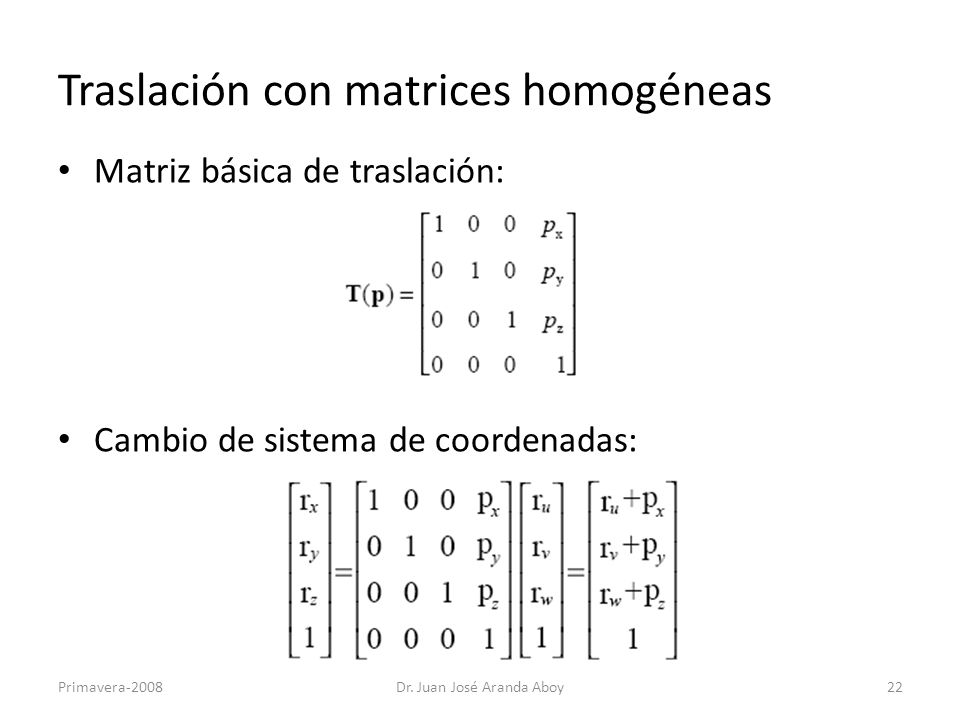 Traslación con matrices homogéneas
• Matriz básica de traslación:
T(p) = [1 0 0 px
0 1 0 py
0 0 1 pz
0 0 0 1]
• Cambio de sistema de coordenadas:
[rx ry rz 1] = [1 0 0 px
0 1 0 py
0 0 1 pz
0 0 0 1] [ru rv rw 1] = [ru+px rv+py rw+pz 1]
Primavera-2008 Dr. Juan José Aranda Aboy 22